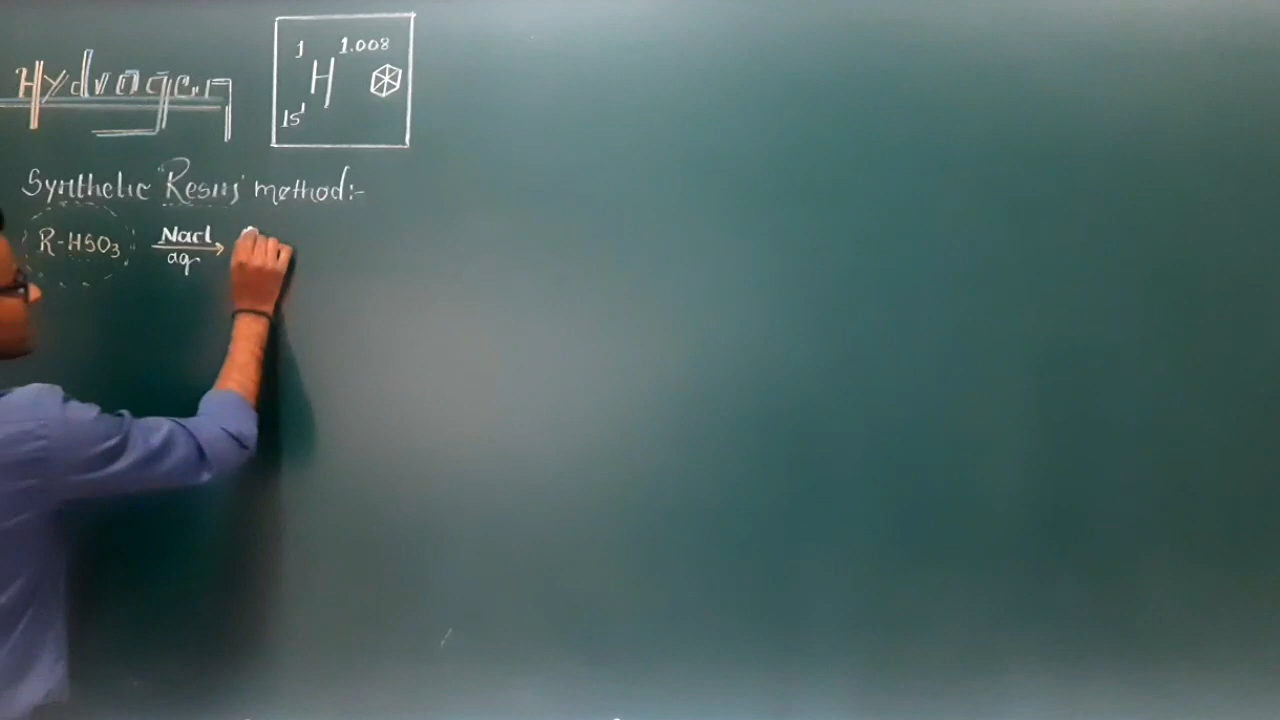 Hydrogen
1 1.008
H
1s¹
Synthetic "Resins" method:-
R-HSO₃ NaCl
aq